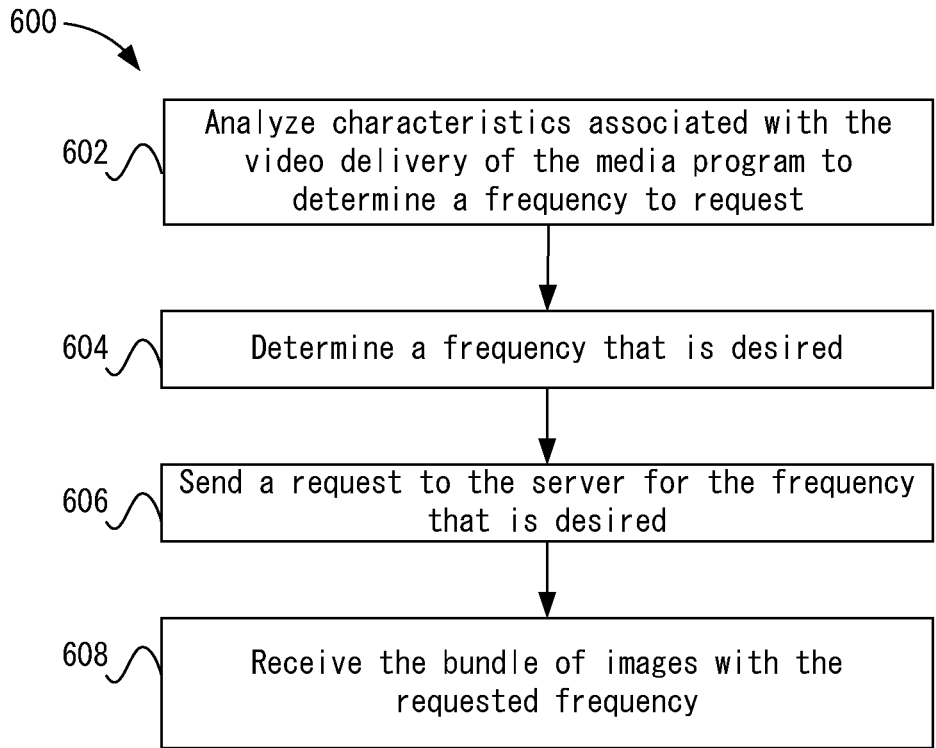 600
602
Analyze characteristics associated with the
video delivery of the media program to
determine a frequency to request
604
Determine a frequency that is desired
606
Send a request to the server for the frequency
that is desired
608
Receive the bundle of images with the
requested frequency